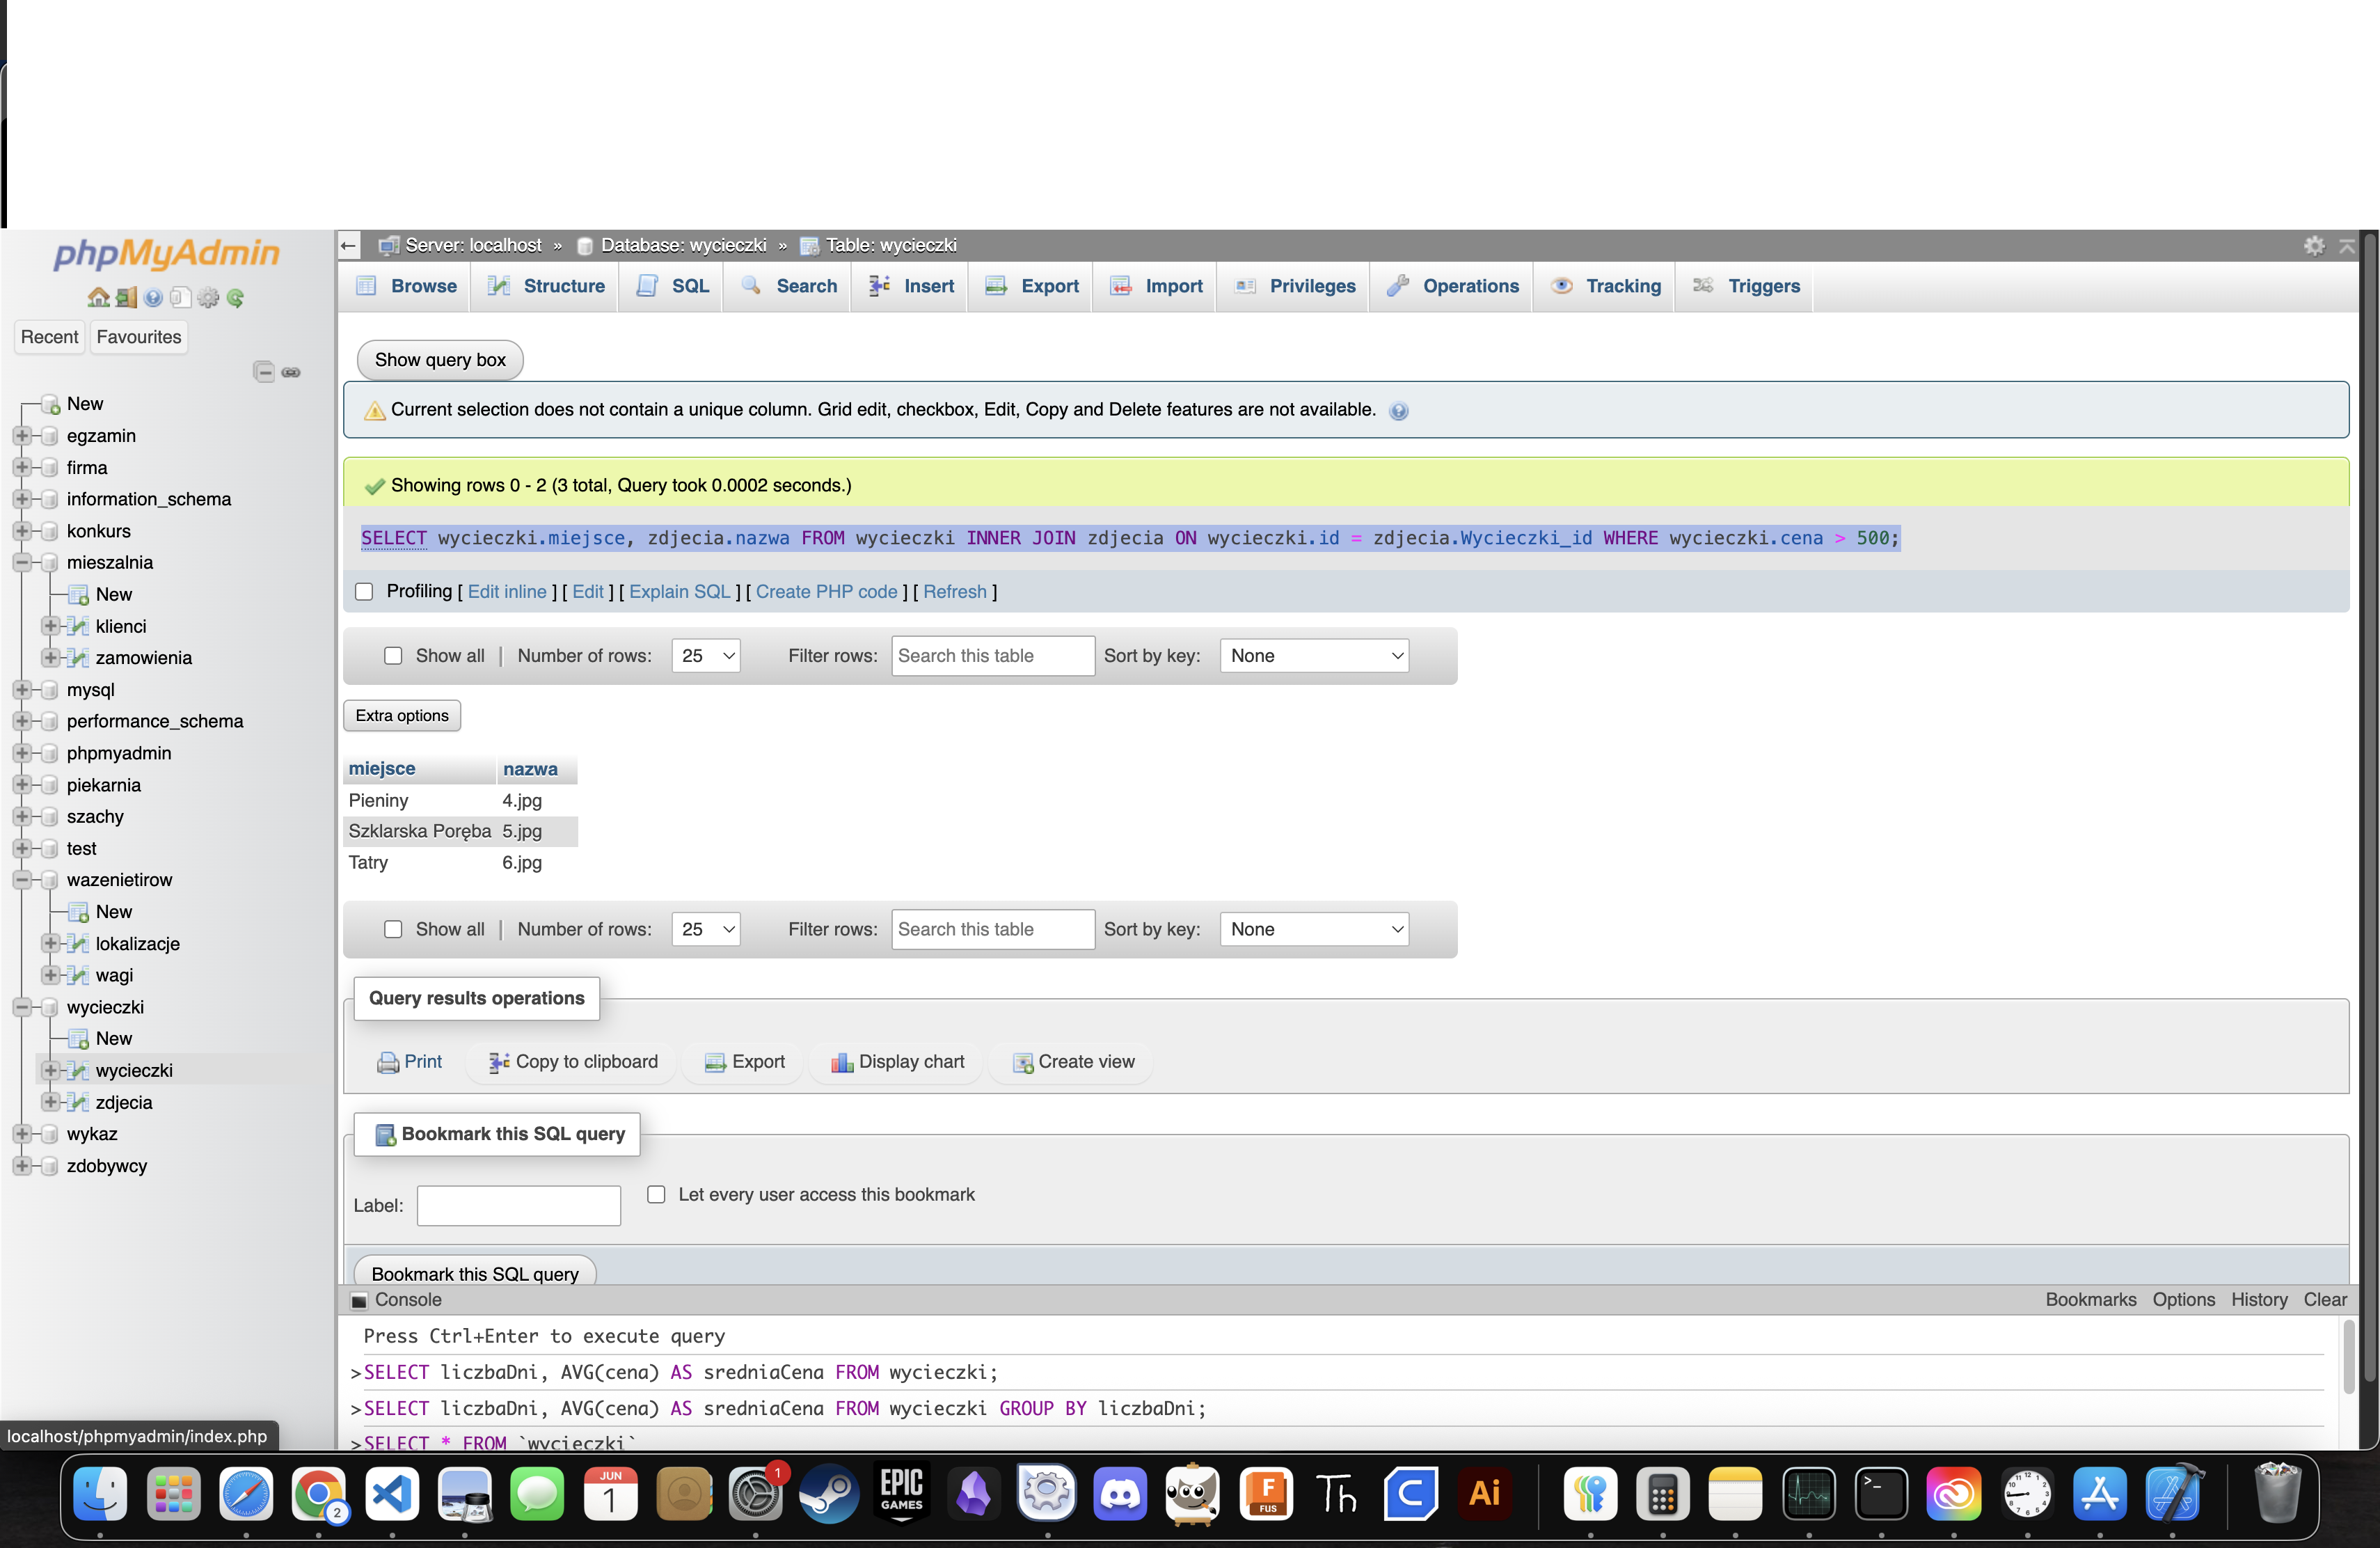 phpMyAdmin
Recent Favourites
New
egzamin
firma
information_schema
konkurs
mieszalnia
New
klienci
zamowienia
mysql
performance_schema
phpmyadmin
piekarnia
szachy
test
wazenietirow
New
lokalizacje
wagi
wycieczki
New
wycieczki
zdjecia
wykaz
zdobywcy
localhost/phpmyadmin/index.php
Server: localhost » Database: wycieczki » Table: wycieczki
Browse Structure SQL Search Insert Export Import Privileges Operations Tracking Triggers
Show query box
Current selection does not contain a unique column. Grid edit, checkbox, Edit, Copy and Delete features are not available.
Showing rows 0 - 2 (3 total, Query took 0.0002 seconds.)
SELECT wycieczki.miejsce, zdjecia.nazwa FROM wycieczki INNER JOIN zdjecia ON wycieczki.id = zdjecia.Wycieczki_id WHERE wycieczki.cena > 500;
Profiling [ Edit inline ] [ Edit ] [ Explain SQL ] [ Create PHP code ] [ Refresh ]
Show all | Number of rows: 25 Filter rows: Search this table Sort by key: None
Extra options
miejsce nazwa
Pieniny 4.jpg
Szklarska Poręba 5.jpg
Tatry 6.jpg
Show all | Number of rows: 25 Filter rows: Search this table Sort by key: None
Query results operations
Print Copy to clipboard Export Display chart Create view
Bookmark this SQL query
Label: Let every user access this bookmark
Bookmark this SQL query
Console Bookmarks Options History Clear
Press Ctrl+Enter to execute query
>SELECT liczbaDni, AVG(cena) AS sredniaCena FROM wycieczki;
>SELECT liczbaDni, AVG(cena) AS sredniaCena FROM wycieczki GROUP BY liczbaDni;
>SELECT * FROM `wycieczki`
2 JUN 1 1 EPIC GAMES F FUS Th C Ai >_